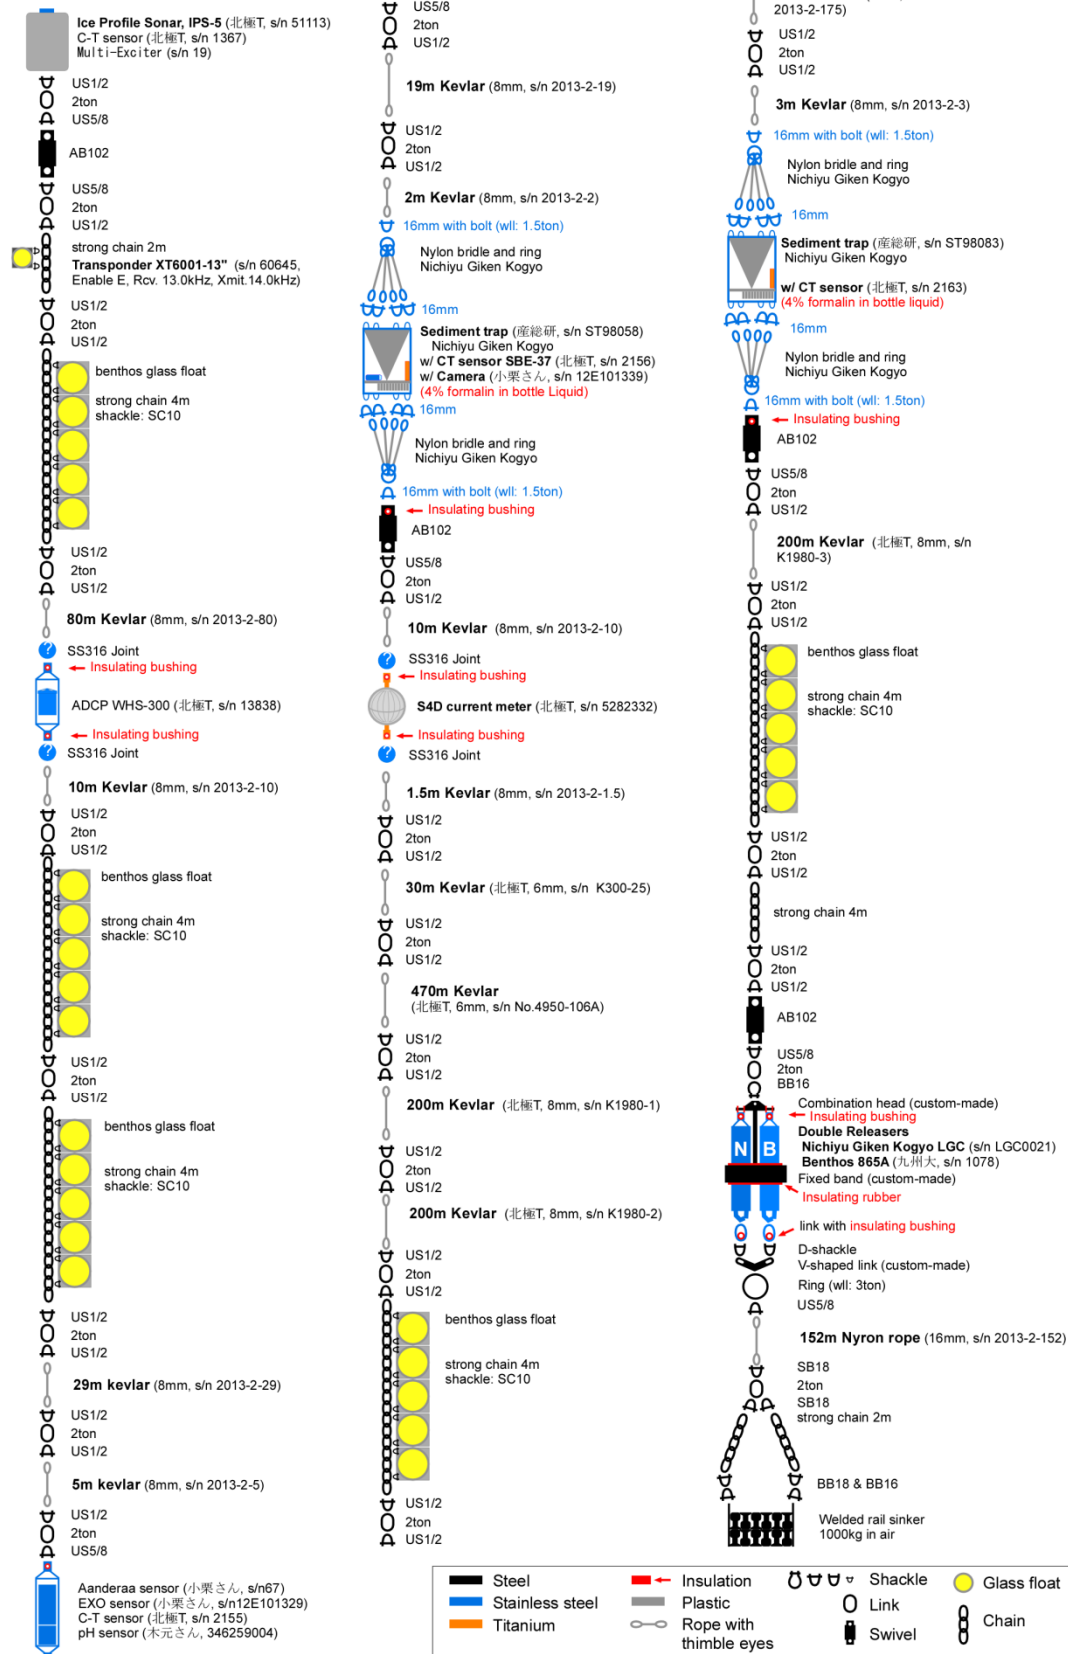 Ice Profile Sonar, IPS-5 (北極T, s/n 51113)
C-T sensor (北極T, s/n 1367)
Multi-Exciter (s/n 19)
US1/2
2ton
US5/8
AB102
US5/8
2ton
US1/2
strong chain 2m
Transponder XT6001-13" (s/n 60645,
Enable E, Rcv. 13.0kHz, Xmit.14.0kHz)
US1/2
2ton
US1/2
benthos glass float
strong chain 4m
shackle: SC10
US1/2
2ton
US1/2
80m Kevlar (8mm, s/n 2013-2-80)
?
SS316 Joint
Insulating bushing
ADCP WHS-300 (北極T, s/n 13838)
Insulating bushing
?
SS316 Joint
10m Kevlar (8mm, s/n 2013-2-10)
US1/2
2ton
US1/2
benthos glass float
strong chain 4m
shackle: SC10
US1/2
2ton
US1/2
benthos glass float
strong chain 4m
shackle: SC10
US1/2
2ton
US1/2
29m kevlar (8mm, s/n 2013-2-29)
US1/2
2ton
US1/2
5m kevlar (8mm, s/n 2013-2-5)
US1/2
2ton
US5/8
Aanderaa sensor (小栗さん, s/n67)
EXO sensor (小栗さん, s/n12E101329)
C-T sensor (北極T, s/n 2155)
pH sensor (木元さん, 346259004)
US5/8
2ton
US1/2
19m Kevlar (8mm, s/n 2013-2-19)
US1/2
2ton
US1/2
2m Kevlar (8mm, s/n 2013-2-2)
16mm with bolt (wll: 1.5ton)
Nylon bridle and ring
Nichiyu Giken Kogyo
16mm
Sediment trap (産総研, s/n ST98058)
Nichiyu Giken Kogyo
w/ CT sensor SBE-37 (北極T, s/n 2156)
w/ Camera (小栗さん, s/n 12E101339)
(4% formalin in bottle Liquid)
16mm
Nylon bridle and ring
Nichiyu Giken Kogyo
16mm with bolt (wll: 1.5ton)
Insulating bushing
AB102
US5/8
2ton
US1/2
10m Kevlar (8mm, s/n 2013-2-10)
?
SS316 Joint
Insulating bushing
S4D current meter (北極T, s/n 5282332)
Insulating bushing
?
SS316 Joint
1.5m Kevlar (8mm, s/n 2013-2-1.5)
US1/2
2ton
US1/2
30m Kevlar (北極T, 6mm, s/n K300-25)
US1/2
2ton
US1/2
470m Kevlar
(北極T, 6mm, s/n No.4950-106A)
US1/2
2ton
US1/2
200m Kevlar (北極T, 8mm, s/n K1980-1)
US1/2
2ton
US1/2
200m Kevlar (北極T, 8mm, s/n K1980-2)
US1/2
2ton
US1/2
benthos glass float
strong chain 4m
shackle: SC10
US1/2
2ton
US1/2
2013-2-175)
US1/2
2ton
US1/2
3m Kevlar (8mm, s/n 2013-2-3)
16mm with bolt (wll: 1.5ton)
Nylon bridle and ring
Nichiyu Giken Kogyo
16mm
Sediment trap (産総研, s/n ST98083)
Nichiyu Giken Kogyo
w/ CT sensor (北極T, s/n 2163)
(4% formalin in bottle liquid)
16mm
Nylon bridle and ring
Nichiyu Giken Kogyo
16mm with bolt (wll: 1.5ton)
Insulating bushing
AB102
US5/8
2ton
US1/2
200m Kevlar (北極T, 8mm, s/n
K1980-3)
US1/2
2ton
US1/2
benthos glass float
strong chain 4m
shackle: SC10
US1/2
2ton
US1/2
strong chain 4m
US1/2
2ton
US1/2
AB102
US5/8
2ton
BB16
Combination head (custom-made)
Insulating bushing
Double Releasers
N B
Nichiyu Giken Kogyo LGC (s/n LGC0021)
Benthos 865A (九州大, s/n 1078)
Fixed band (custom-made)
Insulating rubber
link with insulating bushing
D-shackle
V-shaped link (custom-made)
Ring (wll: 3ton)
US5/8
152m Nyron rope (16mm, s/n 2013-2-152)
SB18
2ton
SB18
strong chain 2m
BB18 & BB16
Welded rail sinker
1000kg in air
Steel
Stainless steel
Titanium
Insulation
Plastic
Rope with
thimble eyes
Shackle
Link
Swivel
Glass float
Chain